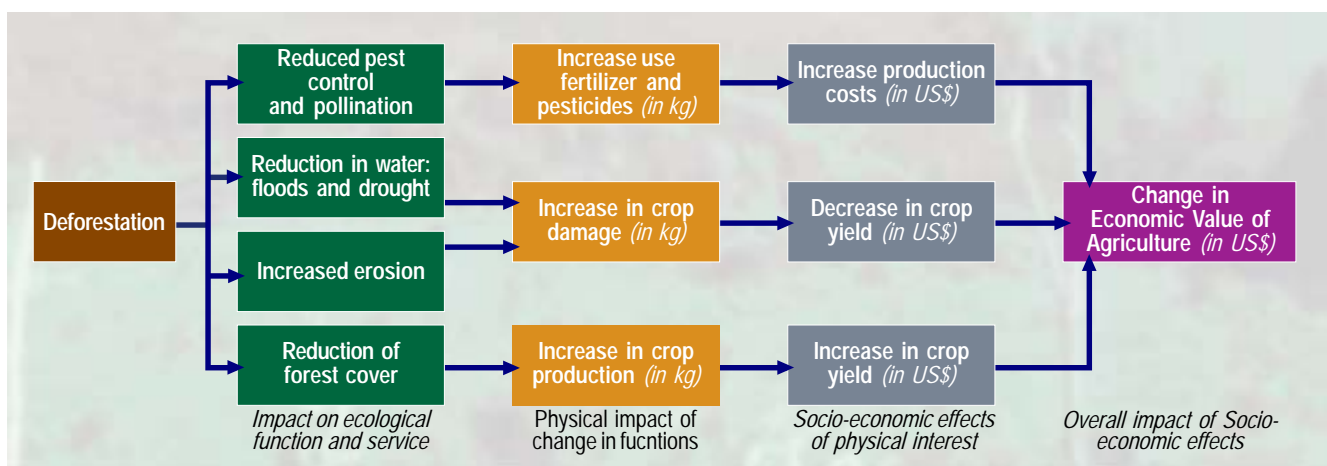 Deforestation
Reduced pest
control
and pollination
Reduction in water:
floods and drought
Increased erosion
Reduction of
forest cover
Impact on ecological
function and service
Increase use
fertilizer and
pesticides (in kg)
Increase in crop
damage (in kg)
Increase in crop
production (in kg)
Physical impact of
change in fucntions
Increase production
costs (in US$)
Decrease in crop
yield (in US$)
Increase in crop
yield (in US$)
Socio-economic effects
of physical interest
Change in
Economic Value of
Agriculture (in US$)
Overall impact of Socio-
economic effects